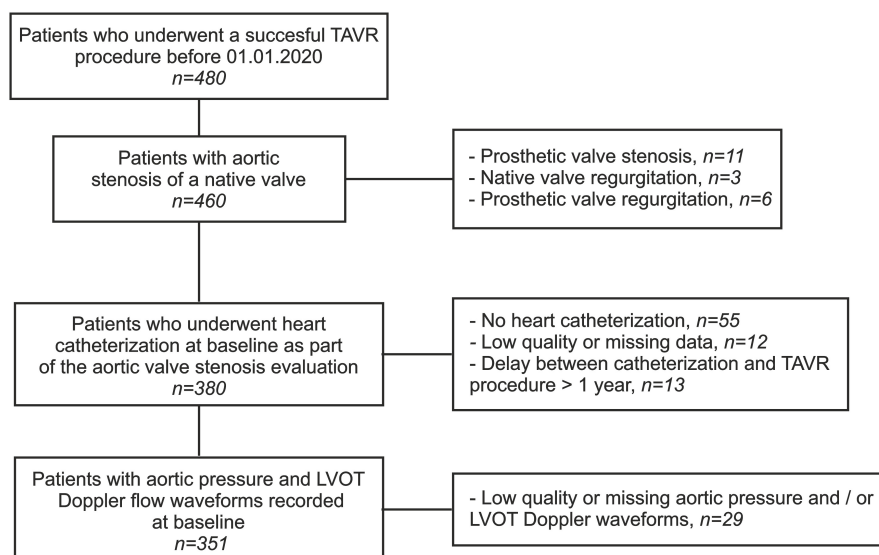 Patients who underwent a succesful TAVR
procedure before 01.01.2020
n=480
Patients with aortic
stenosis of a native valve
n=460
- Prosthetic valve stenosis, n=11
- Native valve regurgitation, n=3
- Prosthetic valve regurgitation, n=6
Patients who underwent heart
catheterization at baseline as part
of the aortic valve stenosis evaluation
n=380
- No heart catheterization, n=55
- Low quality or missing data, n=12
- Delay between catheterization and TAVR
procedure > 1 year, n=13
Patients with aortic pressure and LVOT
Doppler flow waveforms recorded
at baseline
n=351
- Low quality or missing aortic pressure and / or
LVOT Doppler waveforms, n=29